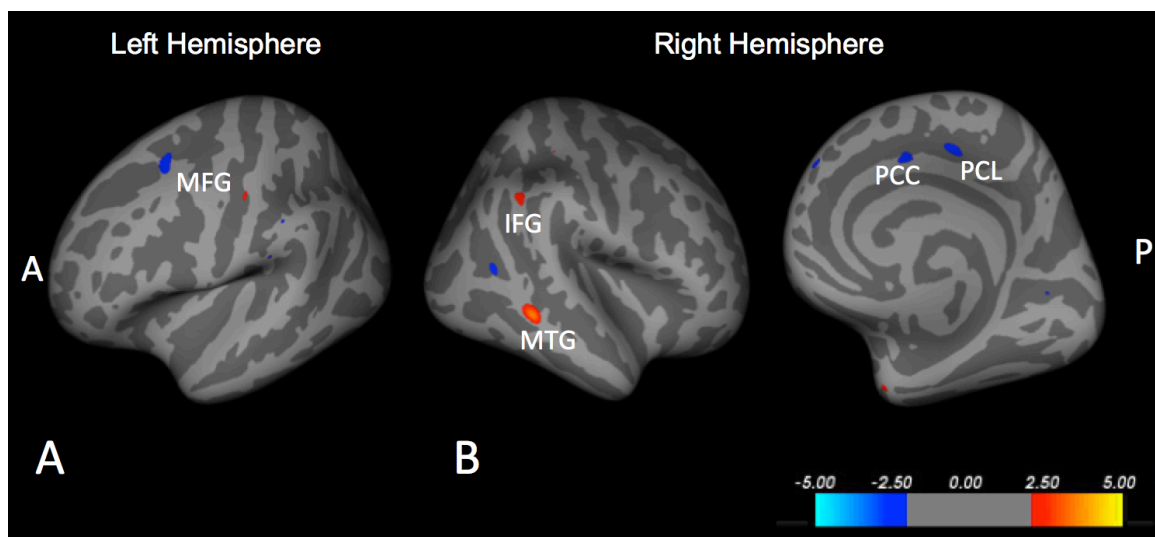 Left Hemisphere
Right Hemisphere
MFG
PCC
PCL
IFG
A
P
MTG
A
B
-5.00 -2.50 0.00 2.50 5.00